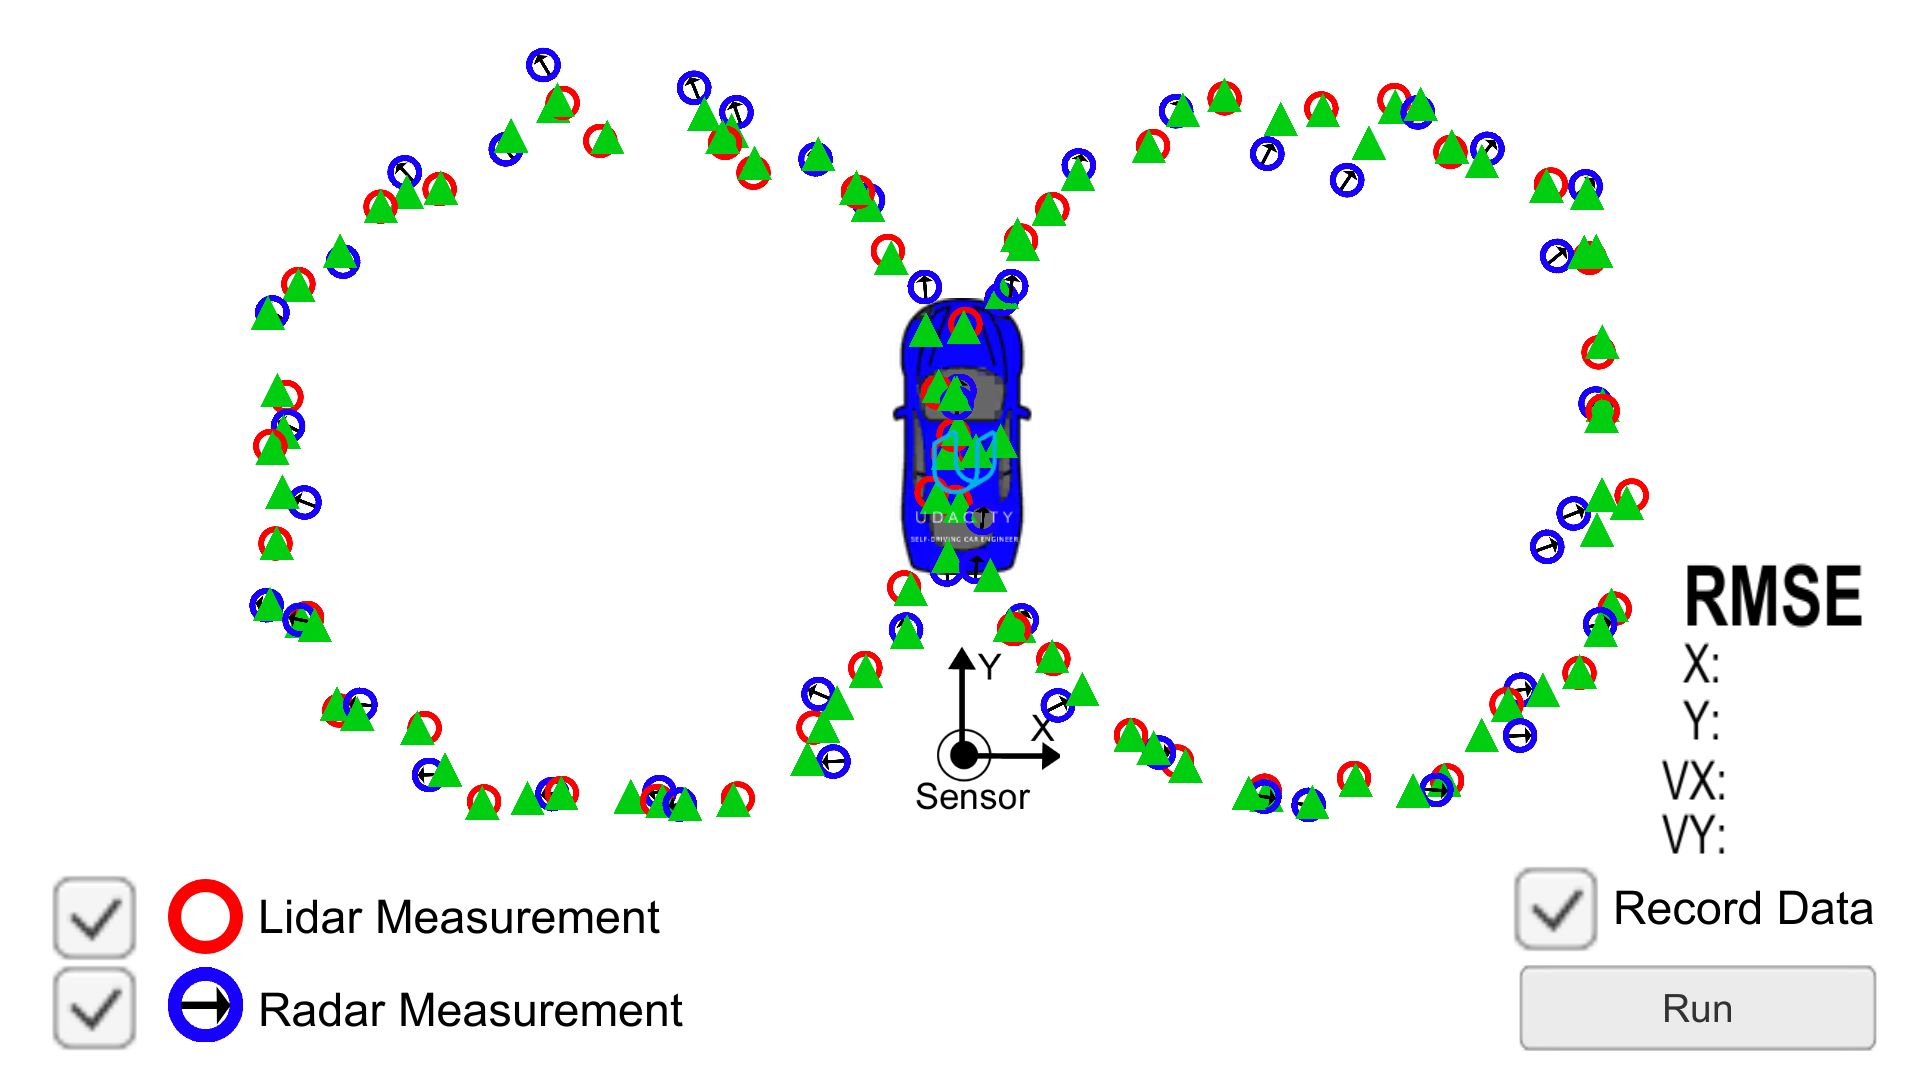 UDACITY
SELF-DRIVING CAR ENGINEER
Y
X
Sensor
RMSE
X:
Y:
VX:
VY:
Lidar Measurement
Radar Measurement
Record Data
Run